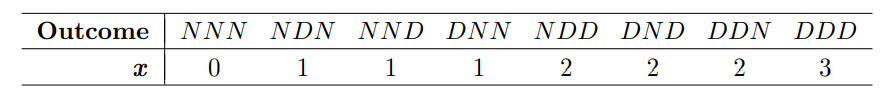 Outcome NNN NDN NND DNN NDD DND DDN DDD
x 0 1 1 1 2 2 2 3